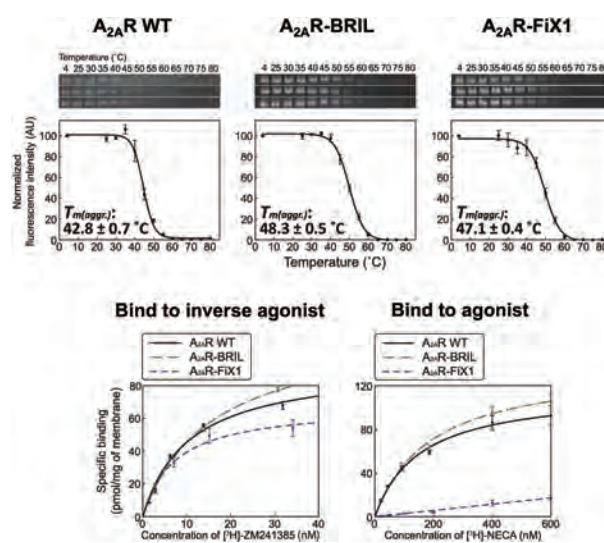 A2AR WT
A2AR-BRIL
A2AR-FiX1
Temperature (°C)
4 25 30 35 40 45 50 55 60 65 70 75 80
4 25 30 35 40 45 50 55 60 65 70 75 80
4 25 30 35 40 45 50 55 60 65 70 75 80
Normalized
fluorescence intensity (AU)
100
80
60
40
20
0
Tm(aggr.):
42.8 ± 0.7 °C
0 10 20 30 40 50 60 70 80
100
80
60
40
20
0
Tm(aggr.):
48.3 ± 0.5 °C
0 10 20 30 40 50 60 70 80
100
80
60
40
20
0
Tm(aggr.):
47.1 ± 0.4 °C
0 10 20 30 40 50 60 70 80
Temperature (°C)
Bind to inverse agonist
A2AR WT
A2AR-BRIL
A2AR-FiX1
Specific binding
(pmol/mg of membrane)
80
60
40
20
0
0 10 20 30 40
Concentration of [³H]-ZM241385 (nM)
Bind to agonist
A2AR WT
A2AR-BRIL
A2AR-FiX1
120
80
40
0
0 200 400 600
Concentration of [³H]-NECA (nM)